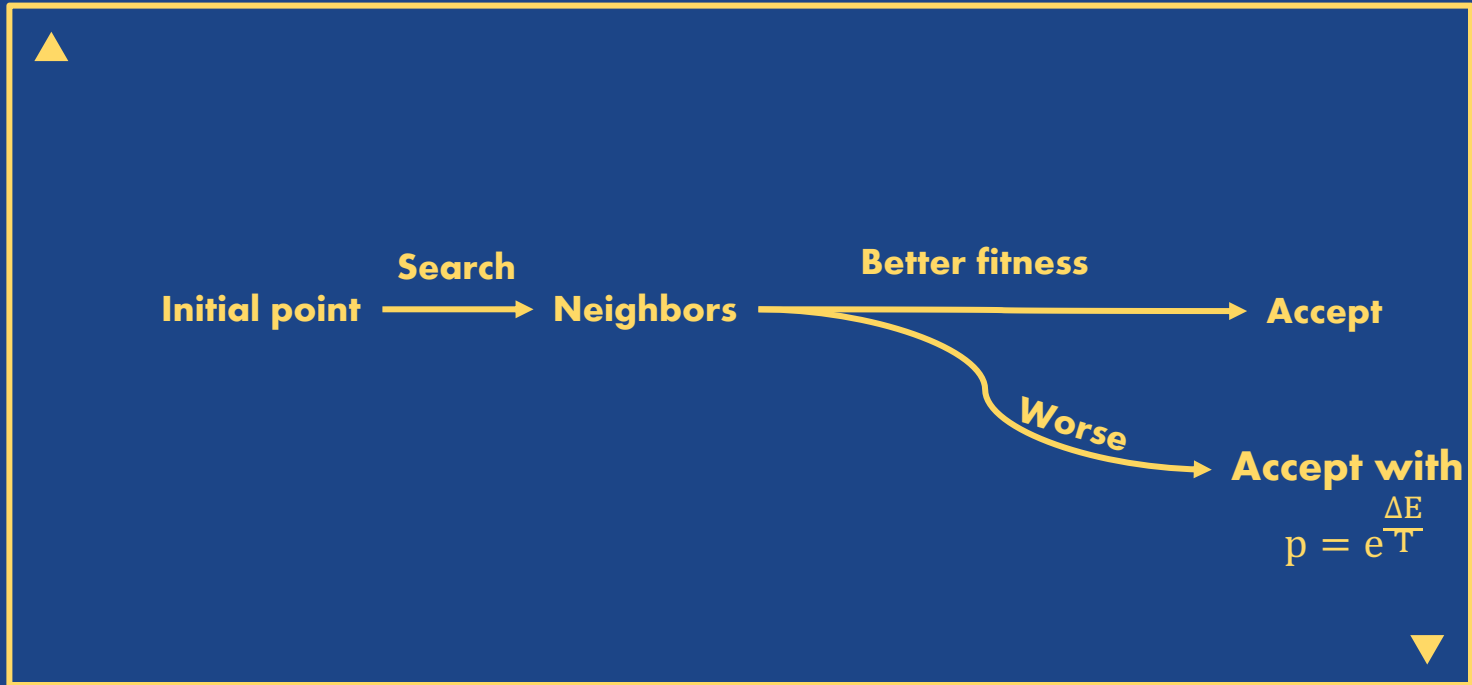 Search
Better fitness
Initial point
Neighbors
Accept
Worse
Accept with
p = e^(ΔE/T)